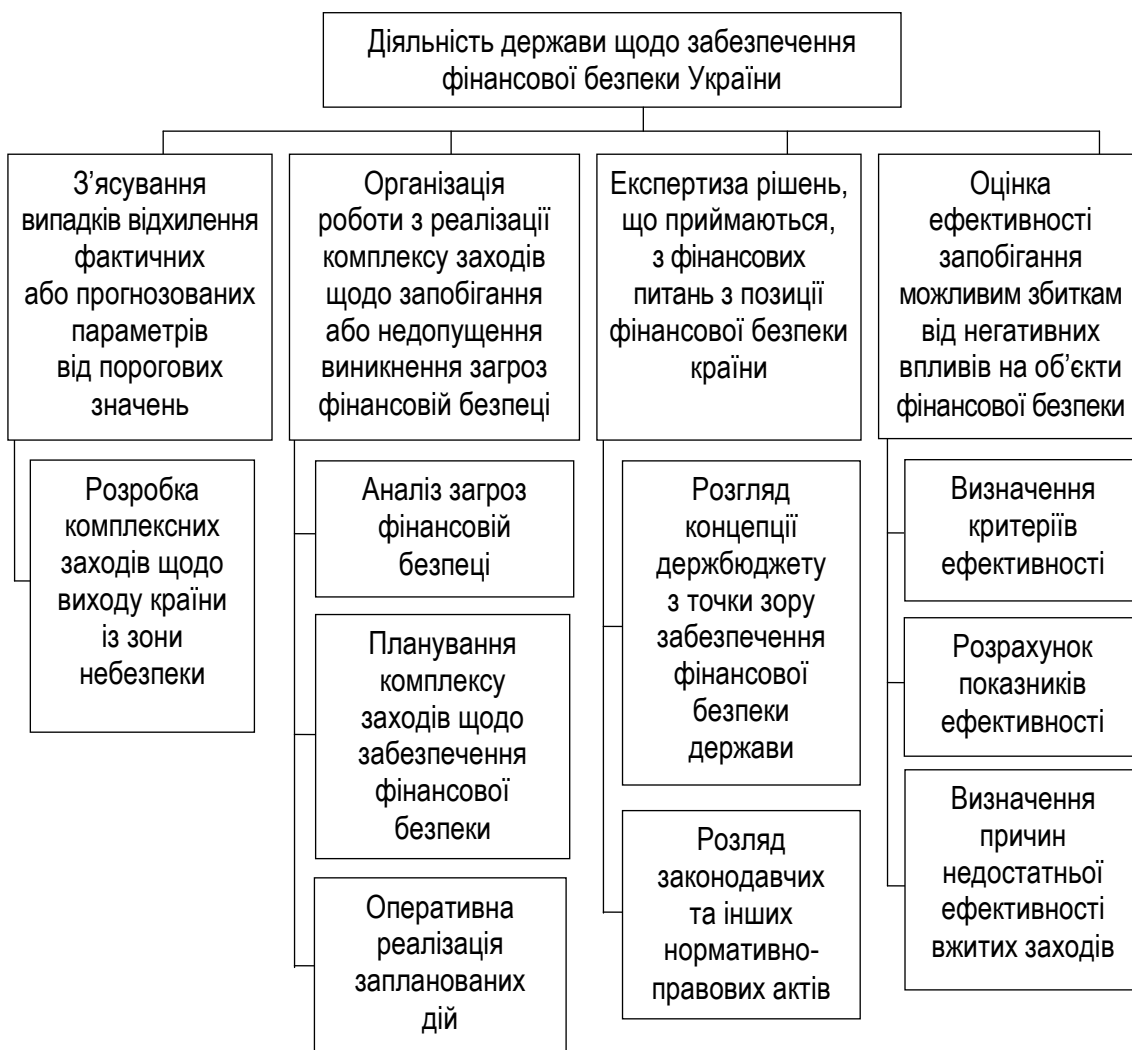 Діяльність держави щодо забезпечення
фінансової безпеки України
З’ясування
випадків відхилення
фактичних
або прогнозованих
параметрів
від порогових
значень
Розробка
комплексних
заходів щодо
виходу країни
із зони
небезпеки
Організація
роботи з реалізації
комплексу заходів
щодо запобігання
або недопущення
виникнення загроз
фінансовій безпеці
Аналіз загроз
фінансовій
безпеці
Планування
комплексу
заходів щодо
забезпечення
фінансової
безпеки
Оперативна
реалізація
запланованих
дій
Експертиза рішень,
що приймаються,
з фінансових
питань з позиції
фінансової безпеки
країни
Розгляд
концепції
держбюджету
з точки зору
забезпечення
фінансової
безпеки
держави
Розляд
законодавчих
та інших
нормативно-
правових актів
Оцінка
ефективності
запобігання
можливим збиткам
від негативних
впливів на об’єкти
фінансової безпеки
Визначення
критеріїв
ефективності
Розрахунок
показників
ефективності
Визначення
причин
недостатньої
ефективності
вжитих заходів